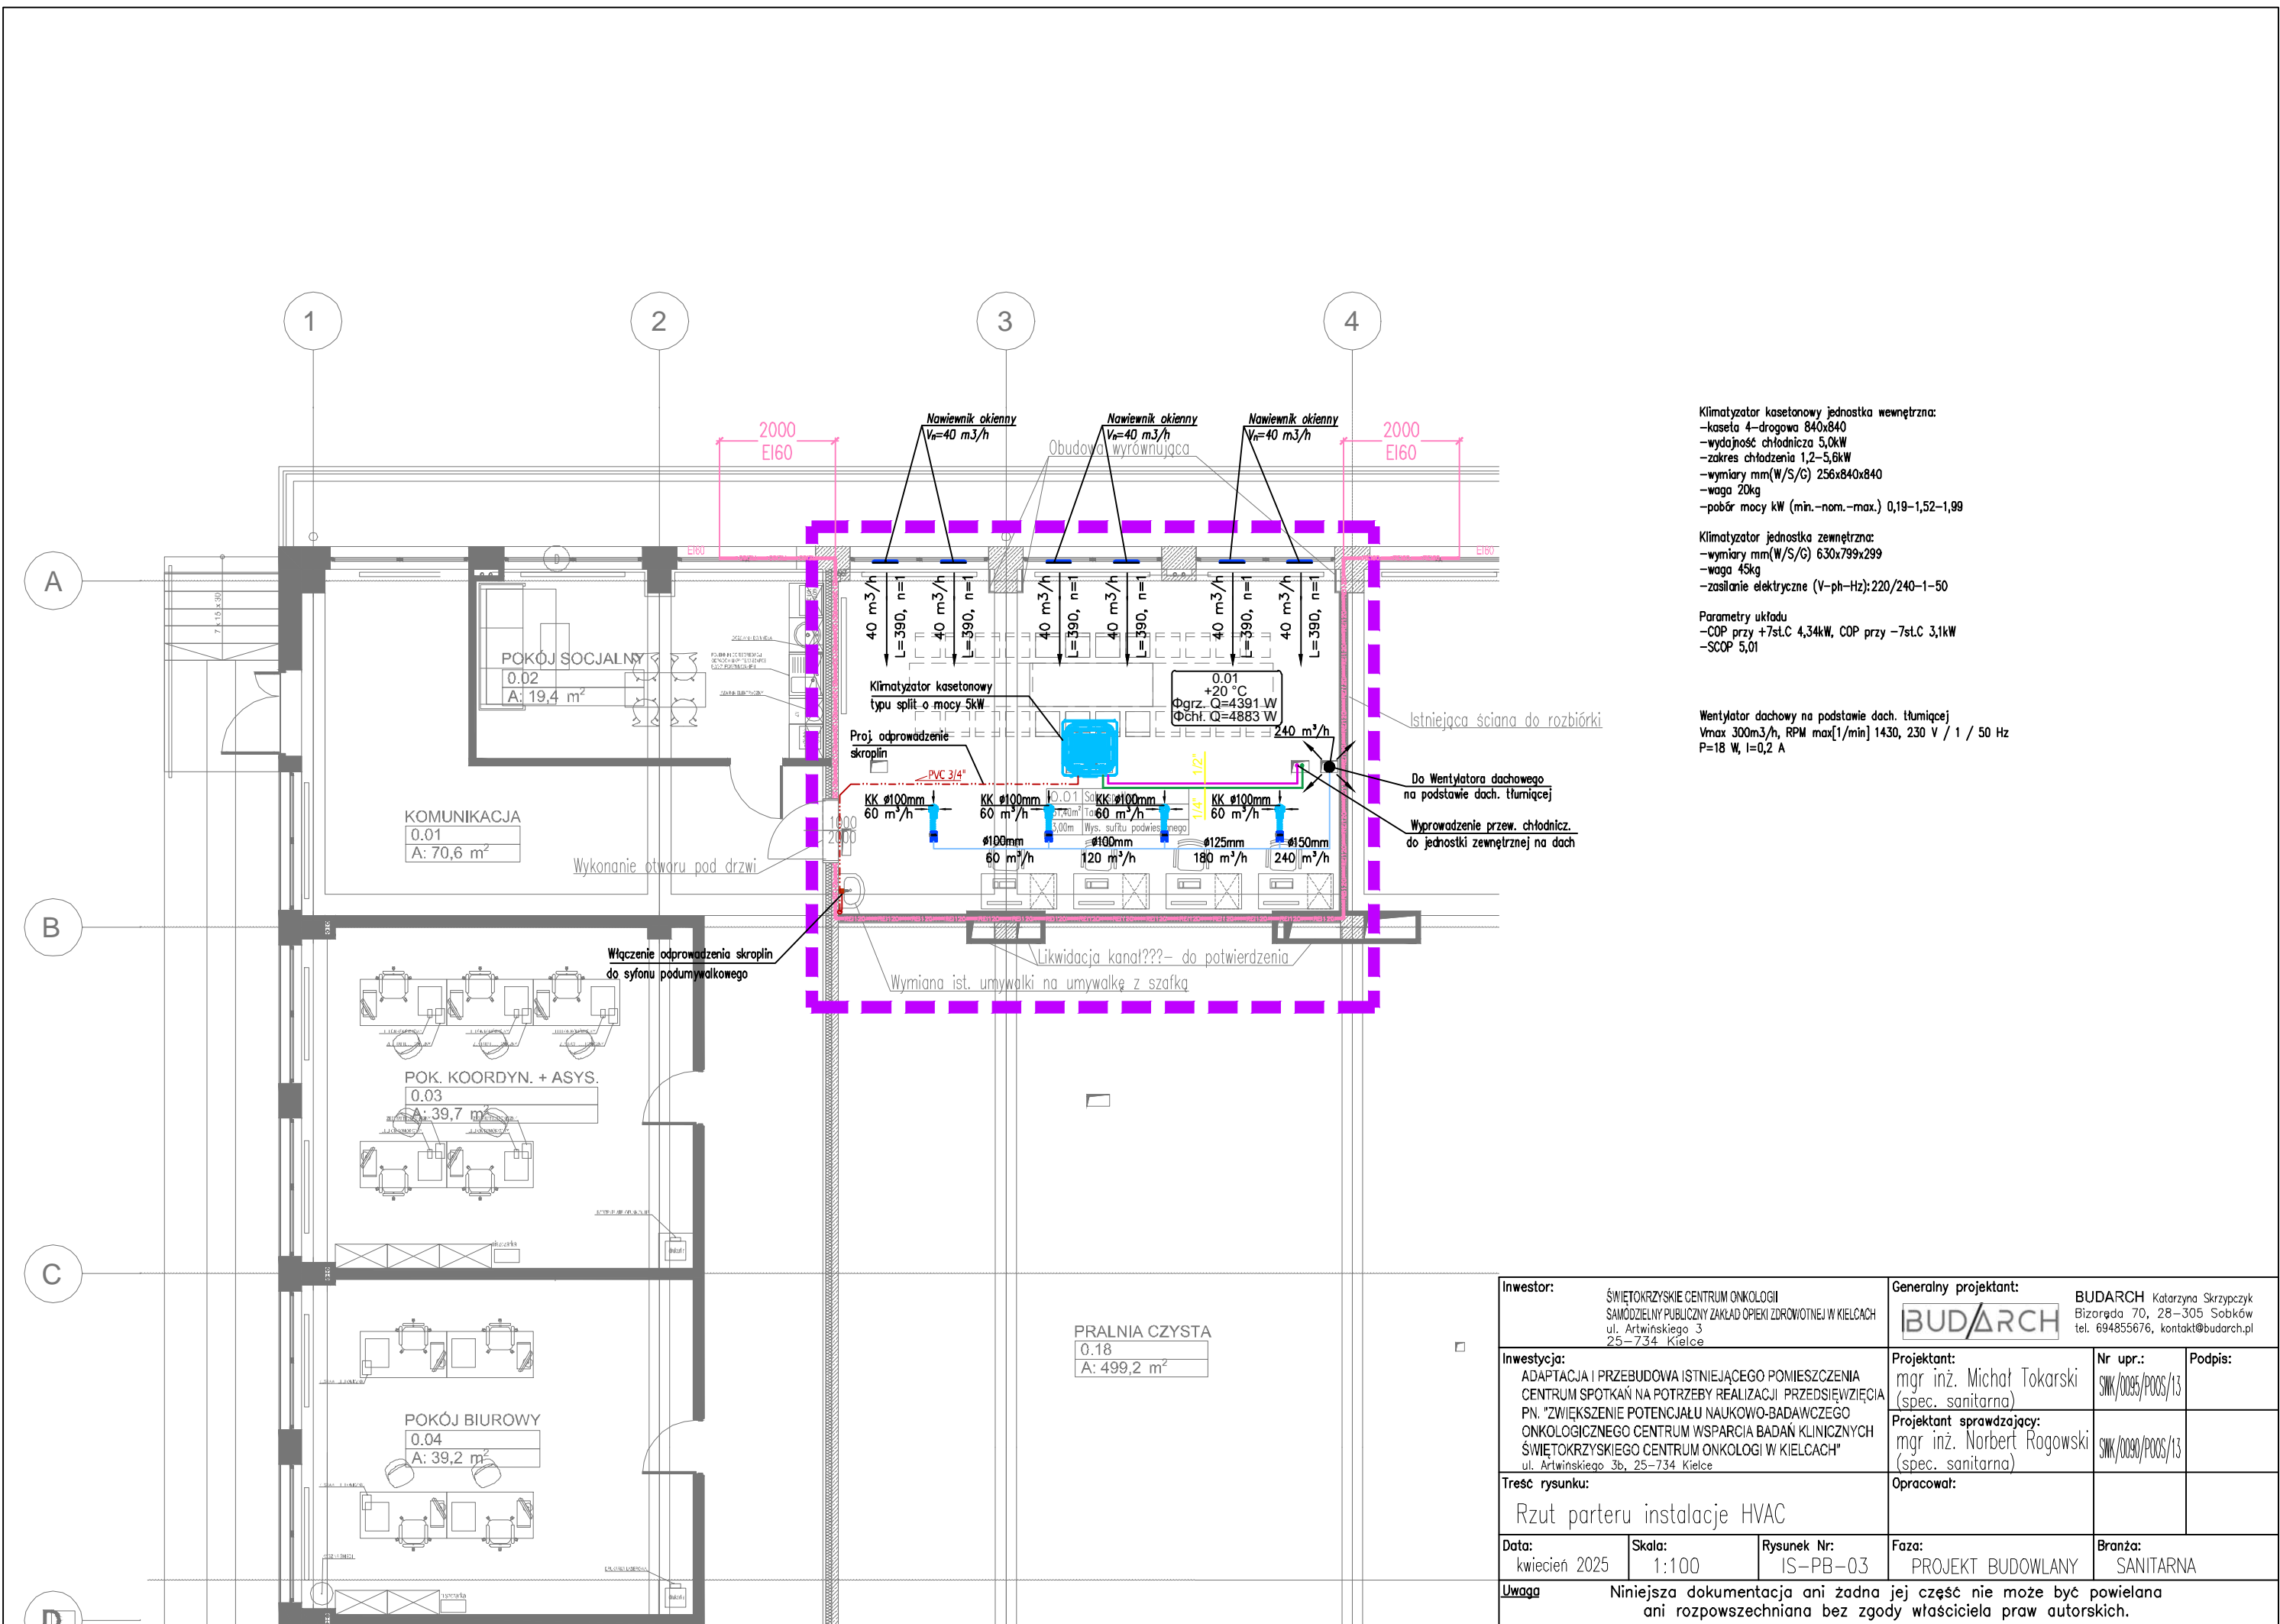 1
2
3
4
A
B
C
D
Nawiewnik okienny
Vn=40 m3/h
Nawiewnik okienny
Vn=40 m3/h
Nawiewnik okienny
Vn=40 m3/h
2000
EI60
2000
EI60
Obudowa wyrównująca
EI60
EI60
D
7 x 15 x 30
40 m3/h
L=390, n=1
40 m3/h
L=390, n=1
40 m3/h
L=390, n=1
40 m3/h
L=390, n=1
40 m3/h
L=390, n=1
40 m3/h
L=390, n=1
POKÓJ SOCJALNY
0.02
A: 19,4 m²
Klimatyzator kasetonowy
typu split o mocy 5kW
0.01
+20 °C
Φgrz. Q=4391 W
Φchł. Q=4883 W
Istniejąca ściana do rozbiórki
240 m³/h
Proj. odprowadzenie
skroplin
PVC 3/4"
1/4"
1/2"
Do Wentylatora dachowego
na podstawie dach. tłumiącej
Wyprowadzenie przew. chłodnicz.
do jednostki zewnętrznej na dach
KK ø100mm
60 m³/h
KK ø100mm
60 m³/h
KK ø100mm
60 m³/h
KK ø100mm
60 m³/h
0.01
3,00m Wys. sufitu podwieszonego
ø100mm
60 m³/h
ø100mm
120 m³/h
ø125mm
180 m³/h
ø150mm
240 m³/h
KOMUNIKACJA
0.01
A: 70,6 m²
1000
2000
Wykonanie otworu pod drzwi
Włączenie odprowadzenia skroplin
do syfonu podumywalkowego
Likwidacja kanał???- do potwierdzenia
Wymiana ist. umywalki na umywalkę z szafką
POK. KOORDYN. + ASYS.
0.03
A: 39,7 m²
POKÓJ BIUROWY
0.04
A: 39,2 m²
PRALNIA CZYSTA
0.18
A: 499,2 m²
Klimatyzator kasetonowy jednostka wewnętrzna:
-kaseta 4-drogowa 840x840
-wydajność chłodnicza 5,0kW
-zakres chłodzenia 1,2-5,6kW
-wymiary mm(W/S/G) 256x840x840
-waga 20kg
-pobór mocy kW (min.-nom.-max.) 0,19-1,52-1,99
Klimatyzator jednostka zewnętrzna:
-wymiary mm(W/S/G) 630x799x299
-waga 45kg
-zasilanie elektryczne (V-ph-Hz):220/240-1-50
Parametry układu
-COP przy +7st.C 4,34kW, COP przy -7st.C 3,1kW
-SCOP 5,01
Wentylator dachowy na podstawie dach. tłumiącej
Vmax 300m3/h, RPM max[1/min] 1430, 230 V / 1 / 50 Hz
P=18 W, I=0,2 A
Inwestor:
ŚWIĘTOKRZYSKIE CENTRUM ONKOLOGII
SAMODZIELNY PUBLICZNY ZAKŁAD OPIEKI ZDROWOTNEJ W KIELCACH
ul. Artwińskiego 3
25-734 Kielce
Generalny projektant:
BUDARCH
BUDARCH Katarzyna Skrzypczyk
Bizoręda 70, 28-305 Sobków
tel. 694855676, kontakt@budarch.pl
Inwestycja:
ADAPTACJA I PRZEBUDOWA ISTNIEJĄCEGO POMIESZCZENIA
CENTRUM SPOTKAŃ NA POTRZEBY REALIZACJI PRZEDSIĘWZIĘCIA
PN. "ZWIĘKSZENIE POTENCJAŁU NAUKOWO-BADAWCZEGO
ONKOLOGICZNEGO CENTRUM WSPARCIA BADAŃ KLINICZNYCH
ŚWIĘTOKRZYSKIEGO CENTRUM ONKOLOGI W KIELCACH"
ul. Artwińskiego 3b, 25-734 Kielce
Projektant:
mgr inż. Michał Tokarski
(spec. sanitarna)
Nr upr.:
SWK/0095/POOS/13
Podpis:
Projektant sprawdzający:
mgr inż. Norbert Rogowski
(spec. sanitarna)
SWK/0090/POOS/13
Treść rysunku:
Rzut parteru instalacje HVAC
Opracował:
Data:
kwiecień 2025
Skala:
1:100
Rysunek Nr:
IS-PB-03
Faza:
PROJEKT BUDOWLANY
Branża:
SANITARNA
Uwaga
Niniejsza dokumentacja ani żadna jej część nie może być powielana
ani rozpowszechniana bez zgody właściciela praw autorskich.